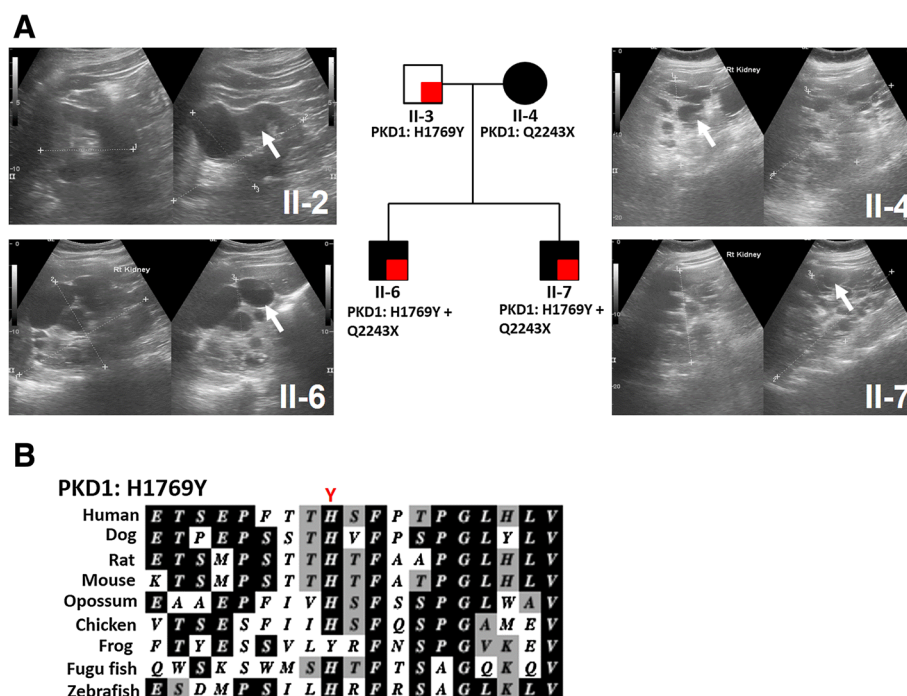 A
II-2
Rt Kidney
II-6
II-3
PKD1: H1769Y
II-4
PKD1: Q2243X
II-6
PKD1: H1769Y +
Q2243X
II-7
PKD1: H1769Y +
Q2243X
Rt Kidney
II-4
Rt Kidney
II-7
B
PKD1: H1769Y
Y
Human E T S E P F T T H S F P T P G L H L V
Dog E T P E P S S T H V F P S P G L Y L V
Rat E T S M P S T T H T F A A P G L H L V
Mouse K T S M P S T T H T F A T P G L H L V
Opossum E A A E P F I V H S F S S P G L W A V
Chicken V T S E S F I I H S F Q S P G A M E V
Frog F T Y E S S V L Y R F N S P G V K E V
Fugu fish Q W S K S W M S H T F T S A G Q K Q V
Zebrafish E S D M P S I L H R F R S A G L K L V